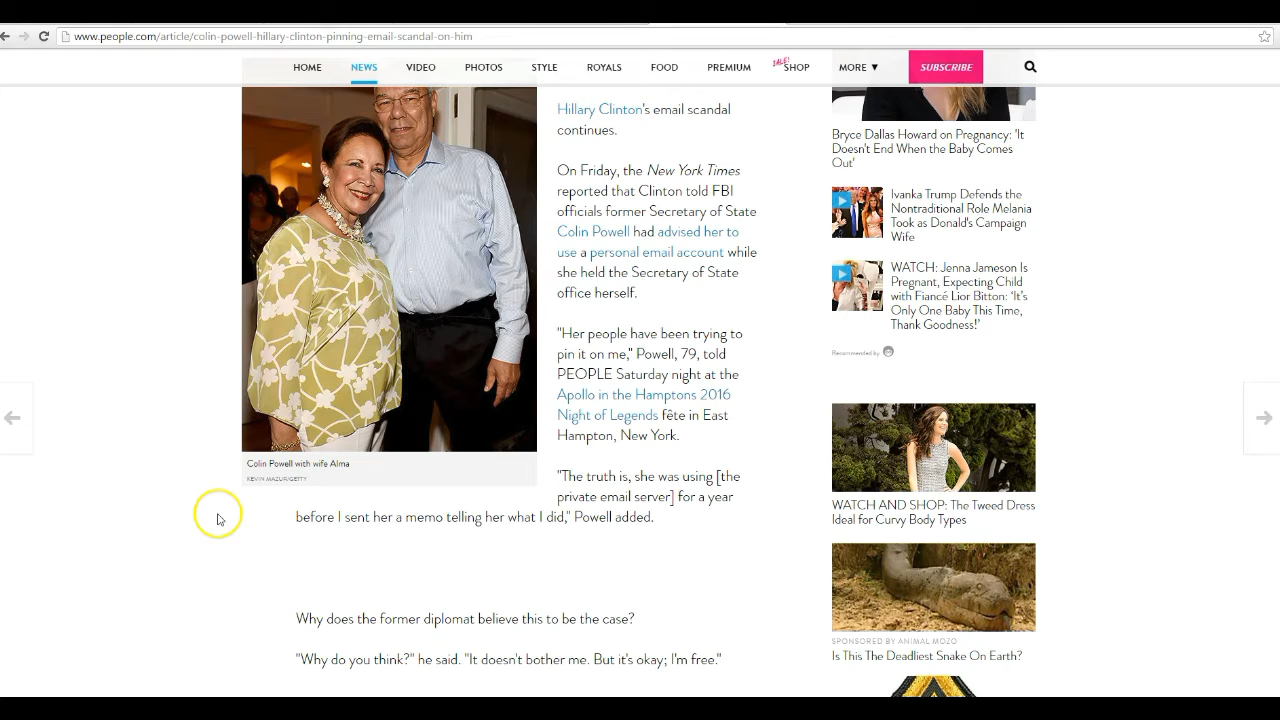 www.people.com/article/colin-powell-hillary-clinton-pinning-email-scandal-on-him
HOME NEWS VIDEO PHOTOS STYLE ROYALS FOOD PREMIUM SALE! SHOP MORE ▼ SUBSCRIBE
Hillary Clinton's email scandal
continues.
On Friday, the New York Times
reported that Clinton told FBI
officials former Secretary of State
Colin Powell had advised her to
use a personal email account while
she held the Secretary of State
office herself.
"Her people have been trying to
pin it on me," Powell, 79, told
PEOPLE Saturday night at the
Apollo in the Hamptons 2016
Night of Legends fête in East
Hampton, New York.
Colin Powell with wife Alma
KEVIN MAZUR/GETTY
"The truth is, she was using [the
private email server] for a year
before I sent her a memo telling her what I did," Powell added.
Why does the former diplomat believe this to be the case?
"Why do you think?" he said. "It doesn't bother me. But it's okay; I'm free."
Bryce Dallas Howard on Pregnancy: 'It
Doesn't End When the Baby Comes
Out'
Ivanka Trump Defends the
Nontraditional Role Melania
Took as Donald's Campaign
Wife
WATCH: Jenna Jameson Is
Pregnant, Expecting Child
with Fiancé Lior Bitton: 'It's
Only One Baby This Time,
Thank Goodness!'
Recommended by
WATCH AND SHOP: The Tweed Dress
Ideal for Curvy Body Types
SPONSORED BY ANIMAL MOZO
Is This The Deadliest Snake On Earth?